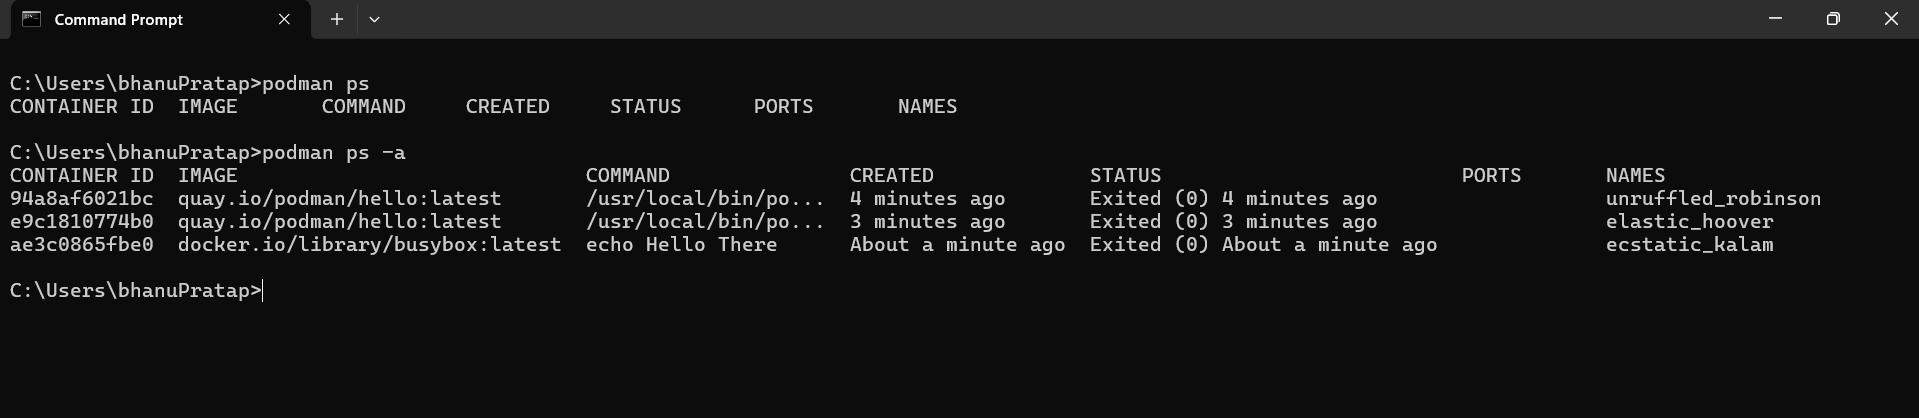 Command Prompt
C:\Users\bhanuPratap>podman ps
CONTAINER ID  IMAGE       COMMAND     CREATED     STATUS      PORTS       NAMES
C:\Users\bhanuPratap>podman ps -a
CONTAINER ID  IMAGE                             COMMAND               CREATED             STATUS                         PORTS       NAMES
94a8af6021bc  quay.io/podman/hello:latest       /usr/local/bin/po...  4 minutes ago       Exited (0) 4 minutes ago                   unruffled_robinson
e9c1810774b0  quay.io/podman/hello:latest       /usr/local/bin/po...  3 minutes ago       Exited (0) 3 minutes ago                   elastic_hoover
ae3c0865fbe0  docker.io/library/busybox:latest  echo Hello There      About a minute ago  Exited (0) About a minute ago              ecstatic_kalam
C:\Users\bhanuPratap>